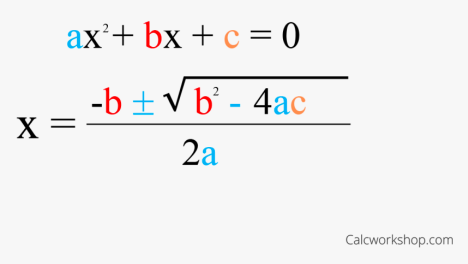 ax² + bx + c = 0
x = -b ± √b² - 4ac
2a
Calcworkshop.com